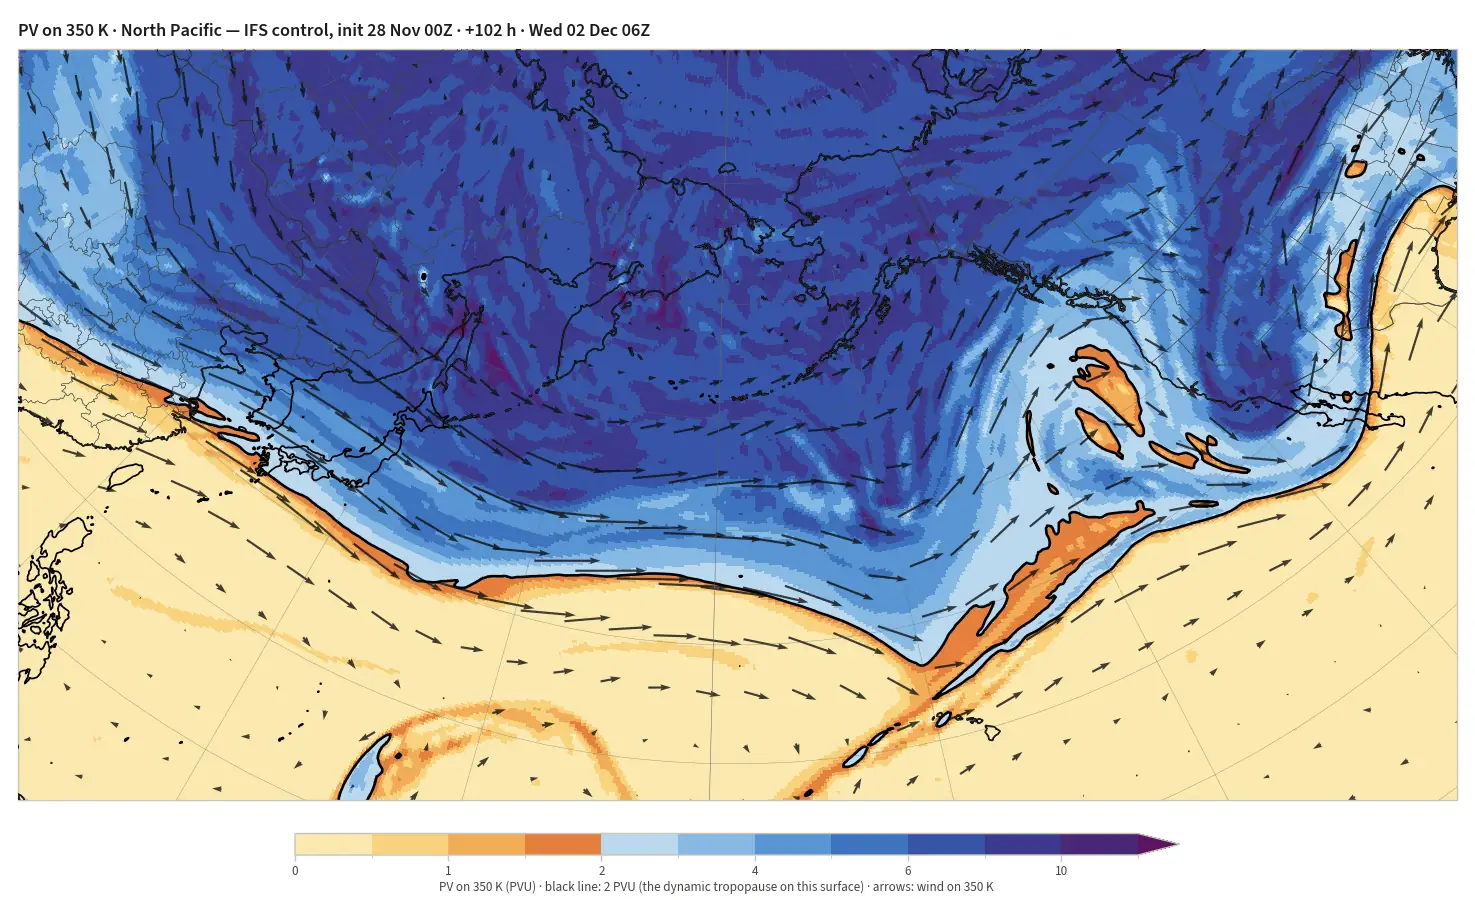 PV on 350 K · North Pacific — IFS control, init 28 Nov 00Z · +102 h · Wed 02 Dec 06Z
0 1 2 4 6 10
PV on 350 K (PVU) · black line: 2 PVU (the dynamic tropopause on this surface) · arrows: wind on 350 K